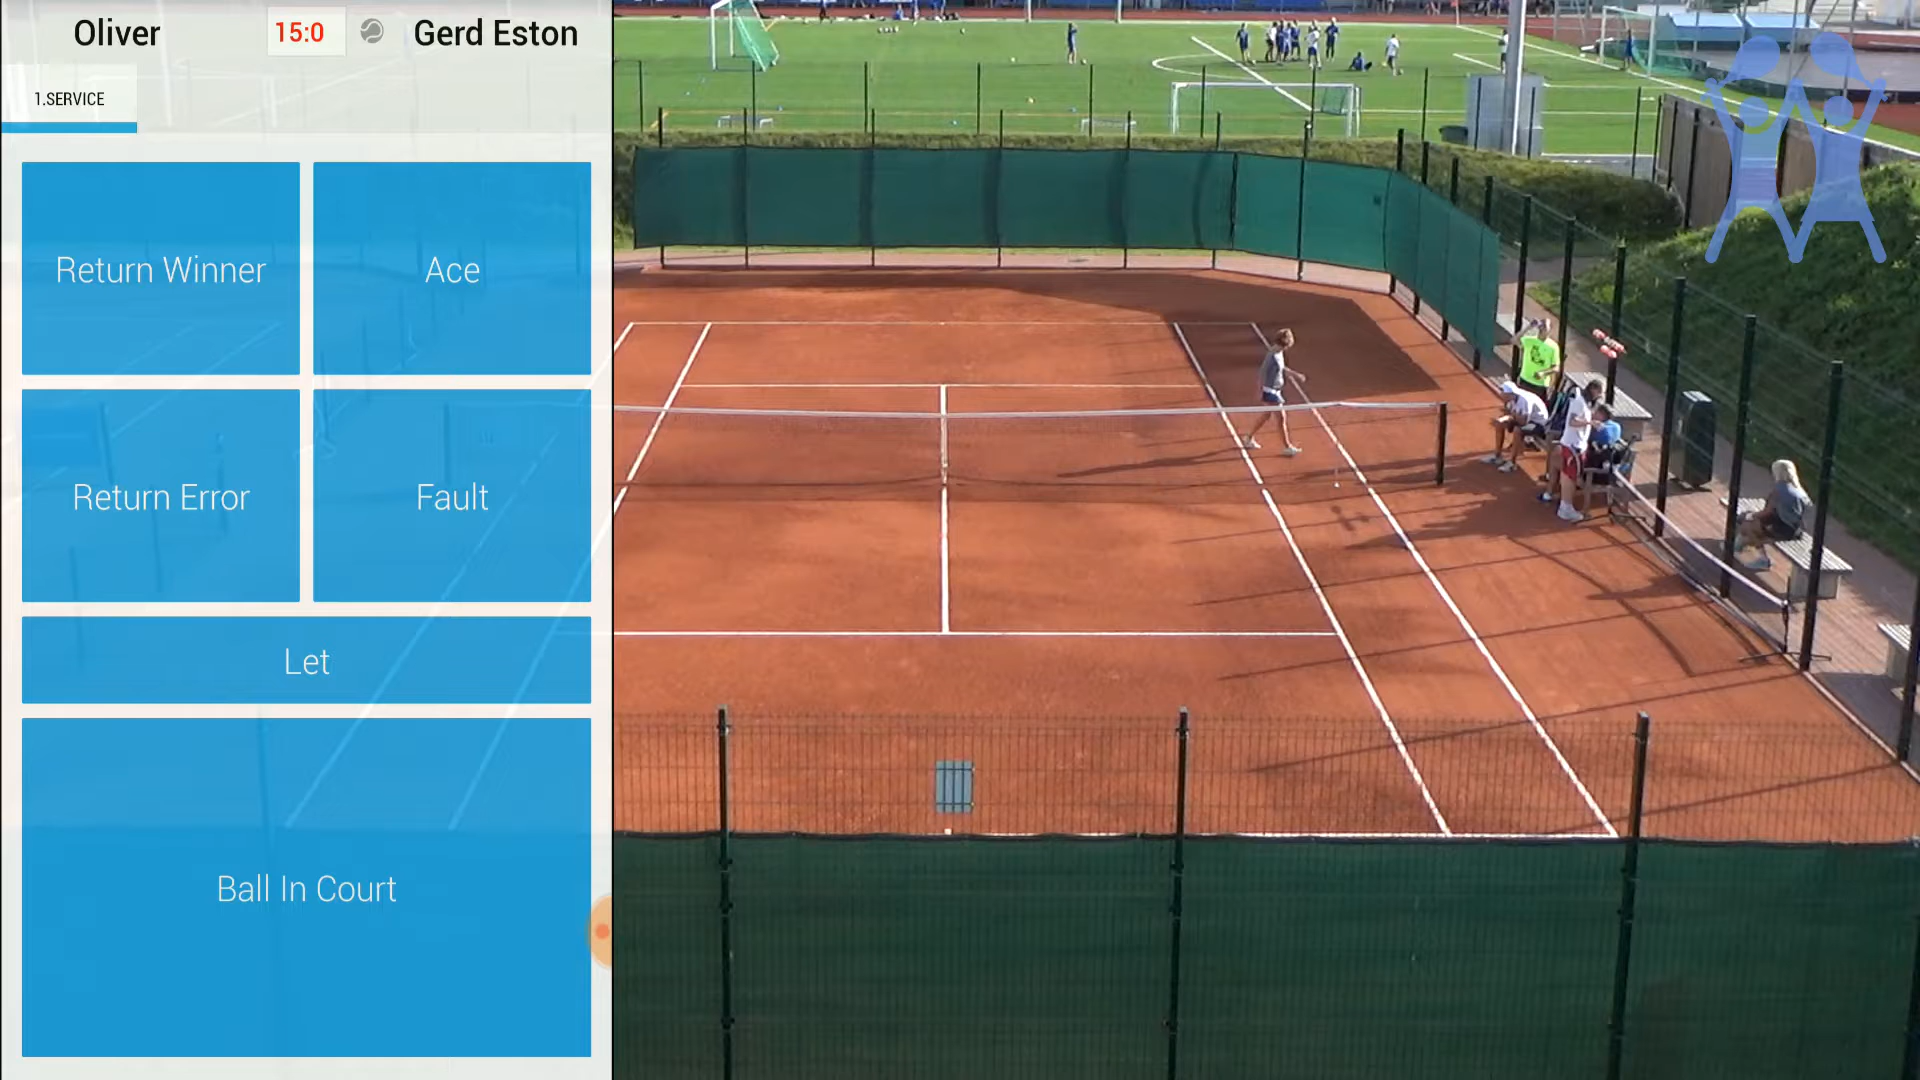 Oliver 15:0 Gerd Eston
1.SERVICE
Return Winner Ace
Return Error Fault
Let
Ball In Court